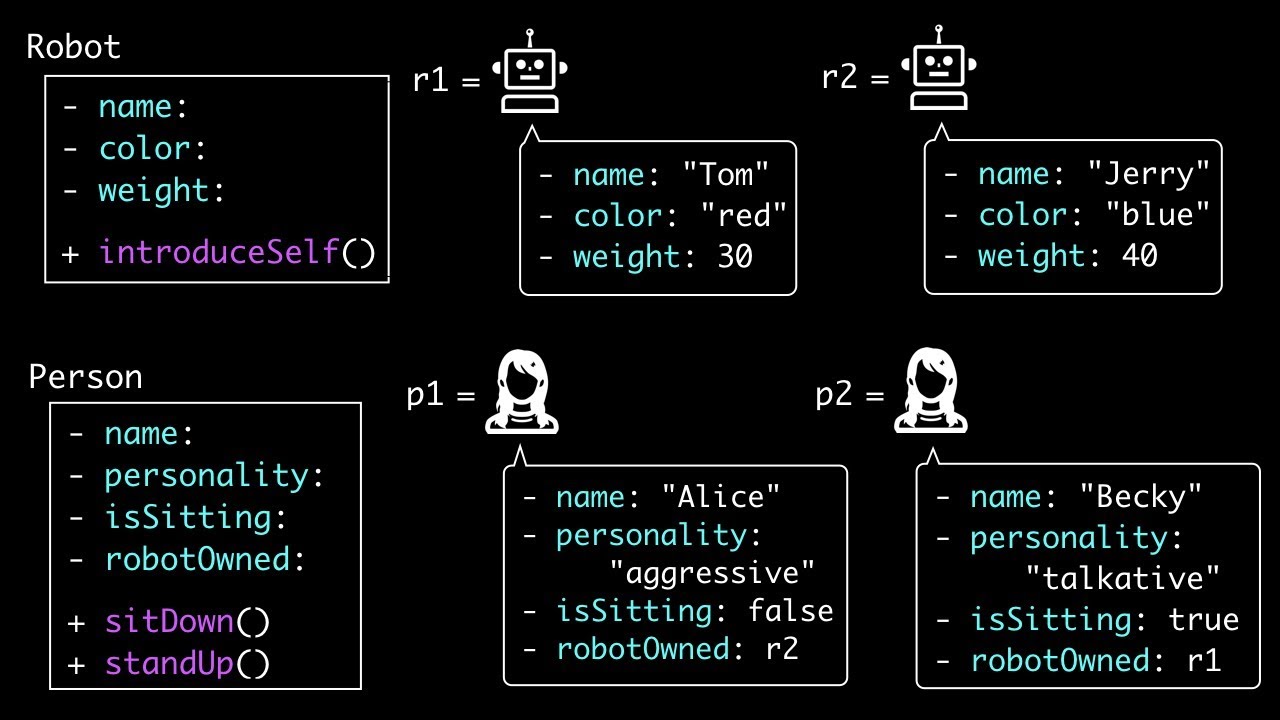 Robot
- name:
- color:
- weight:
+ introduceSelf()
r1 =
- name: "Tom"
- color: "red"
- weight: 30
r2 =
- name: "Jerry"
- color: "blue"
- weight: 40
Person
- name:
- personality:
- isSitting:
- robotOwned:
+ sitDown()
+ standUp()
p1 =
- name: "Alice"
- personality:
"aggressive"
- isSitting: false
- robotOwned: r2
p2 =
- name: "Becky"
- personality:
"talkative"
- isSitting: true
- robotOwned: r1